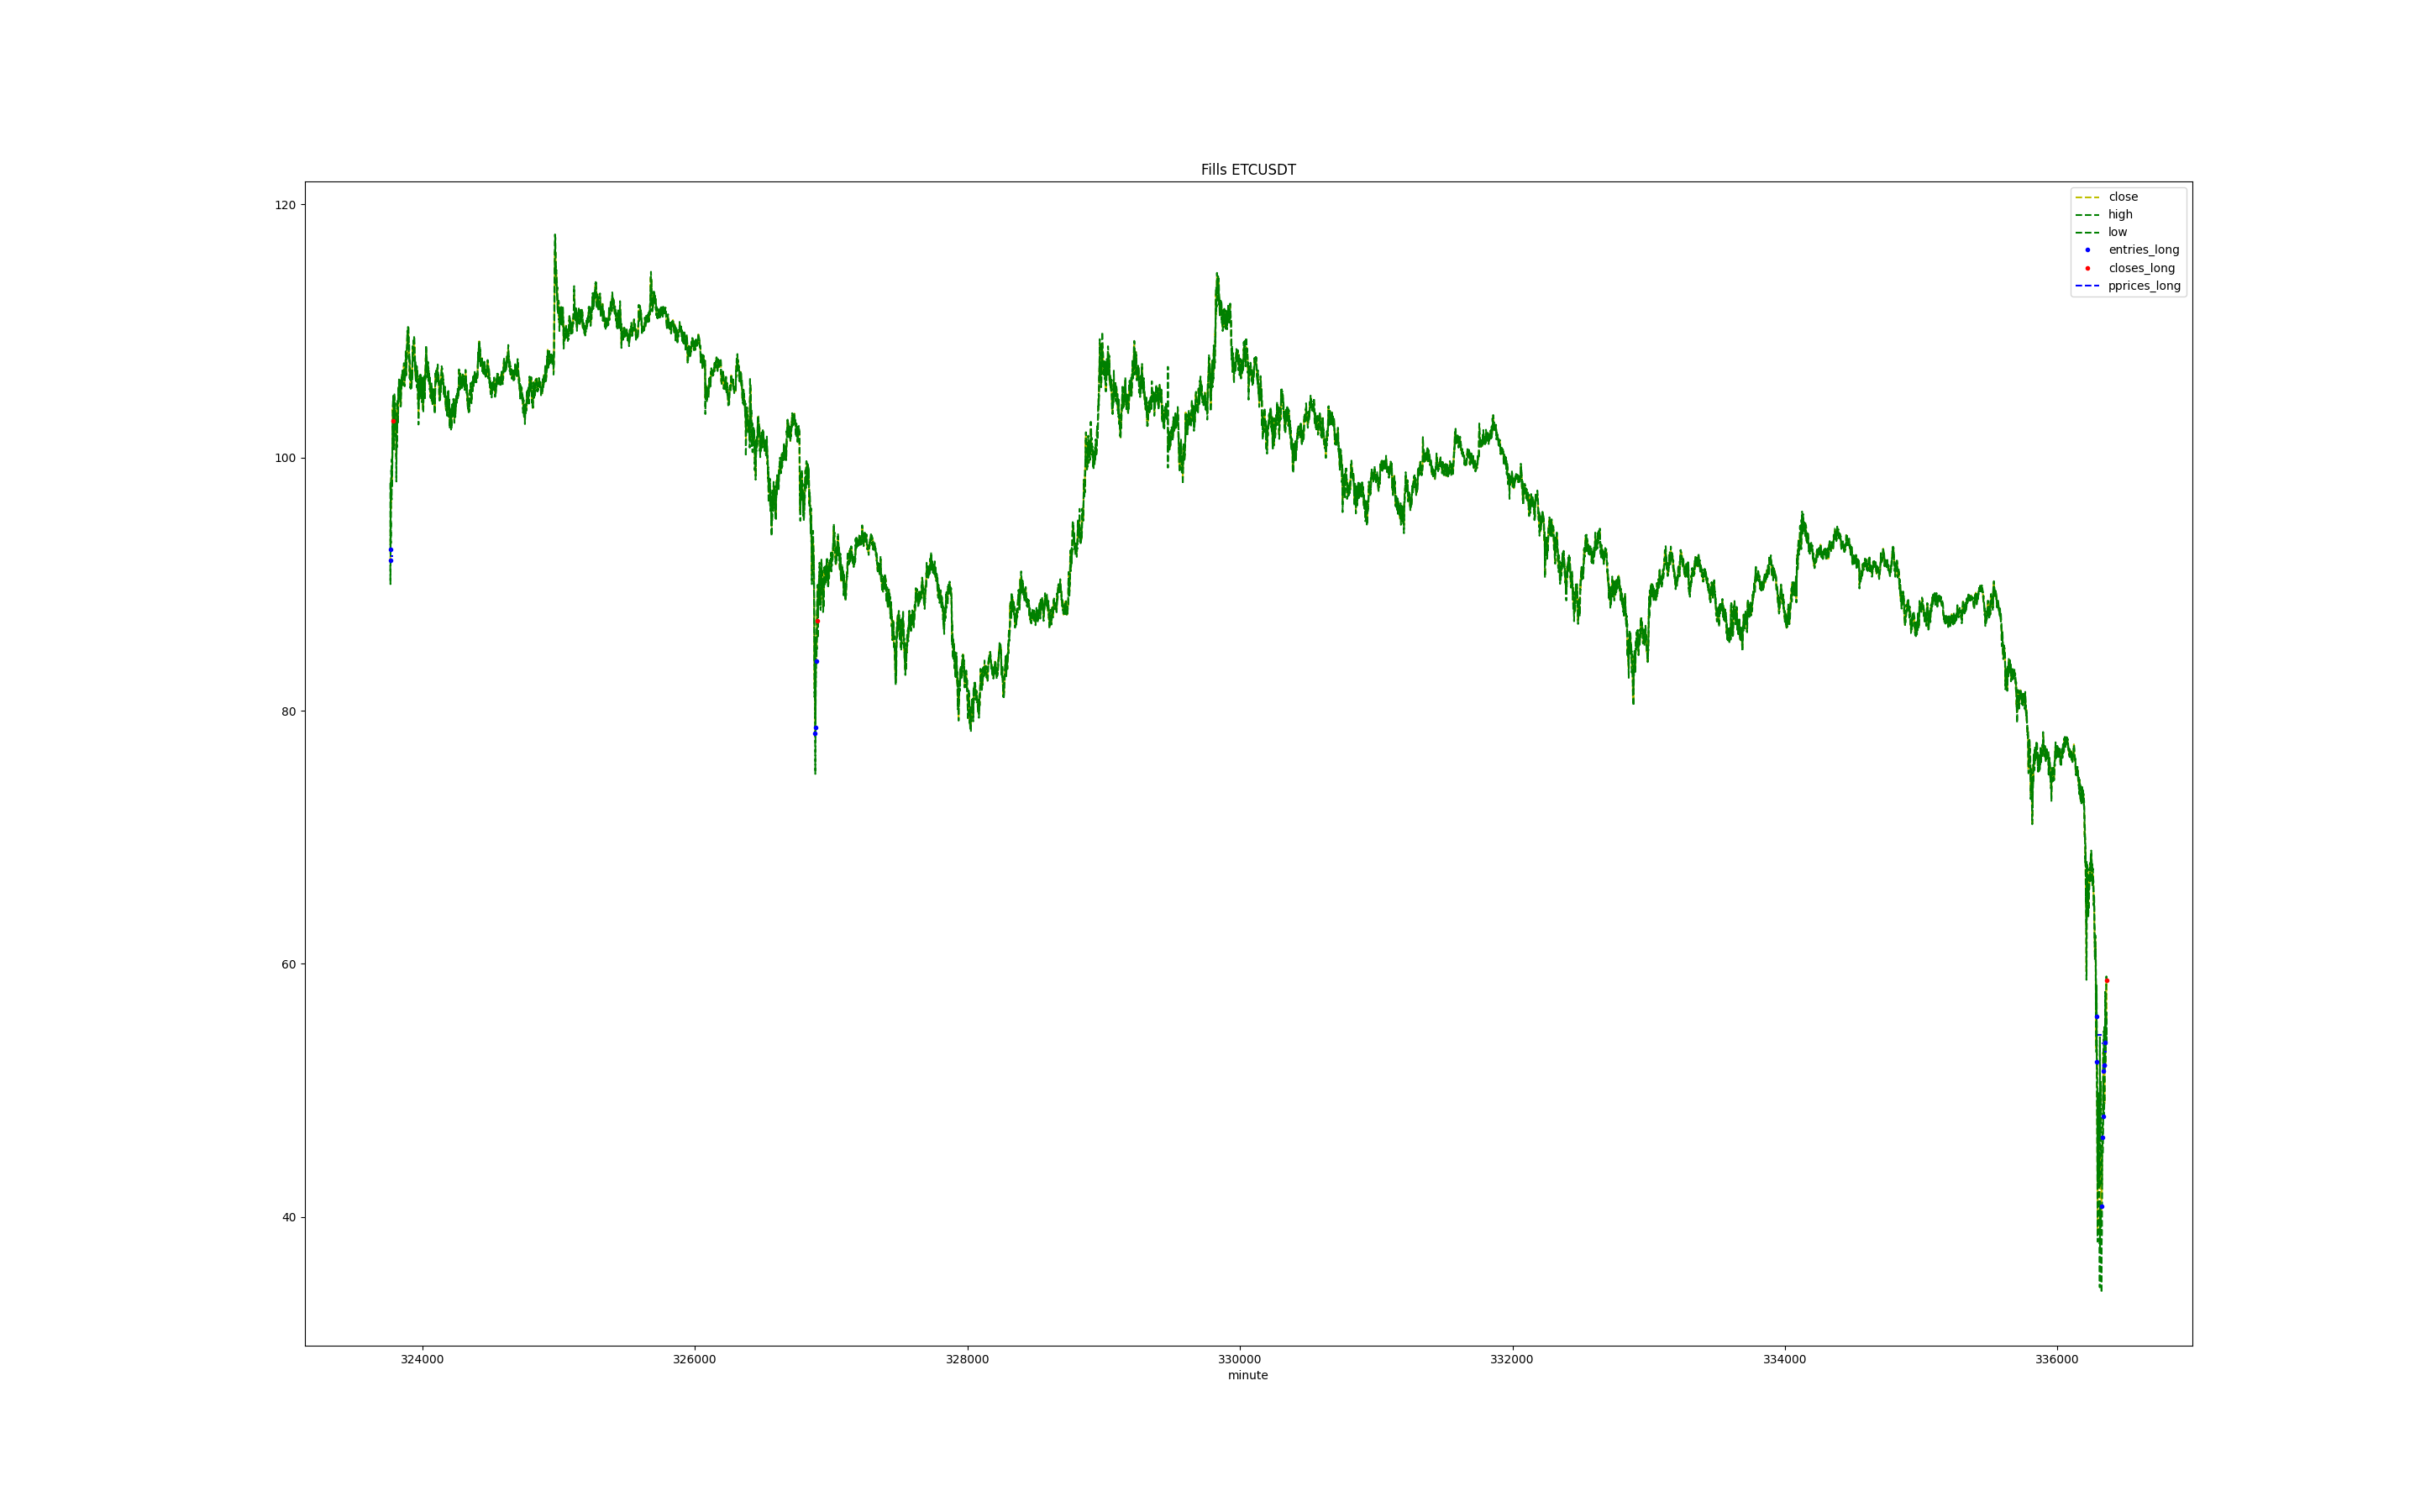 Fills ETCUSDT
120
100
80
60
40
close
high
low
entries_long
closes_long
pprices_long
324000 326000 328000 330000 332000 334000 336000
minute